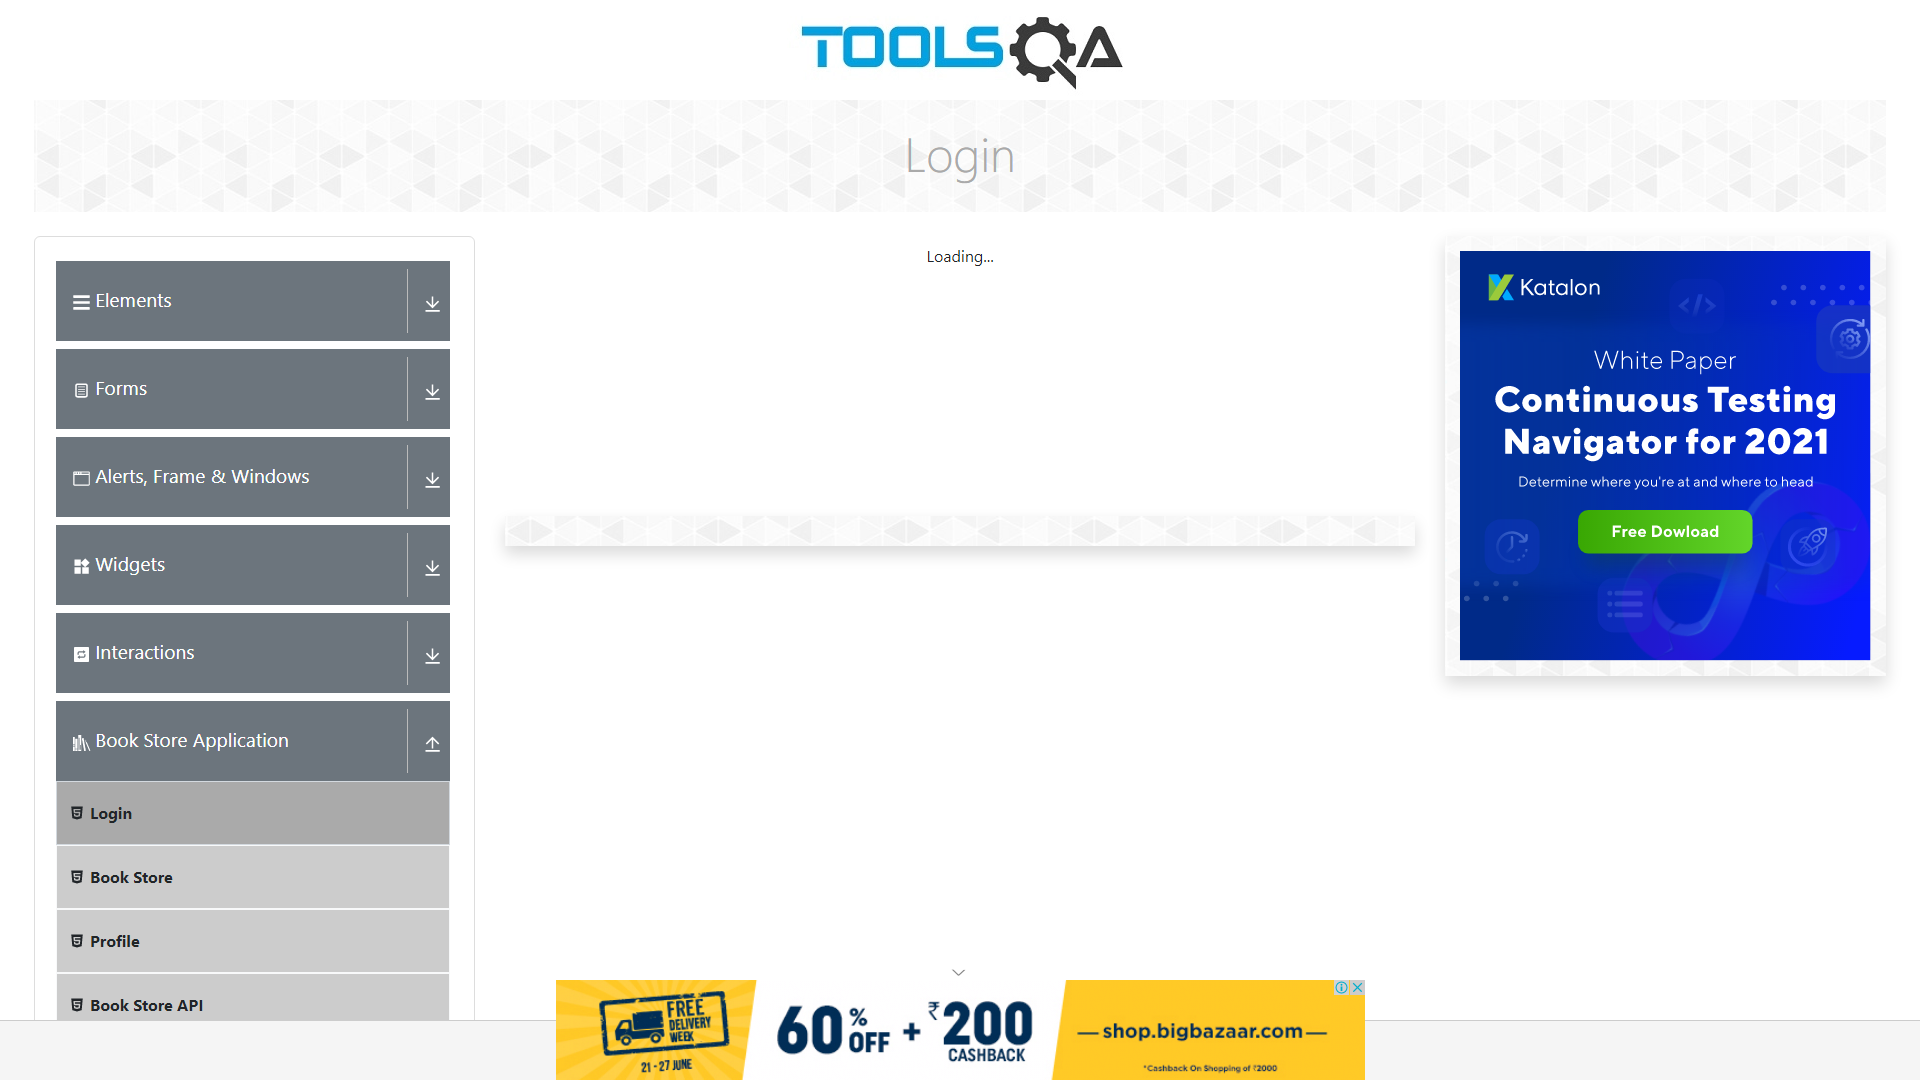 TOOLSQA
Login
Elements
Forms
Alerts, Frame & Windows
Widgets
Interactions
Book Store Application
Login
Book Store
Profile
Book Store API
Loading...
Katalon
White Paper
Continuous Testing
Navigator for 2021
Determine where you're at and where to head
Free Dowload
FREE
DELIVERY
WEEK
21 - 27 JUNE
60% OFF + ₹200 CASHBACK
shop.bigbazaar.com
*Cashback On Shopping of ₹2000